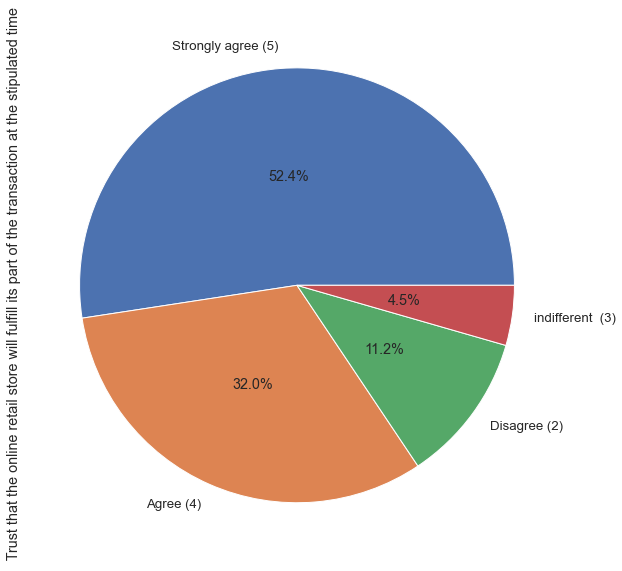 Trust that the online retail store will fulfill its part of the transaction at the stipulated time
Strongly agree (5)
52.4%
4.5%
indifferent  (3)
11.2%
32.0%
Disagree (2)
Agree (4)